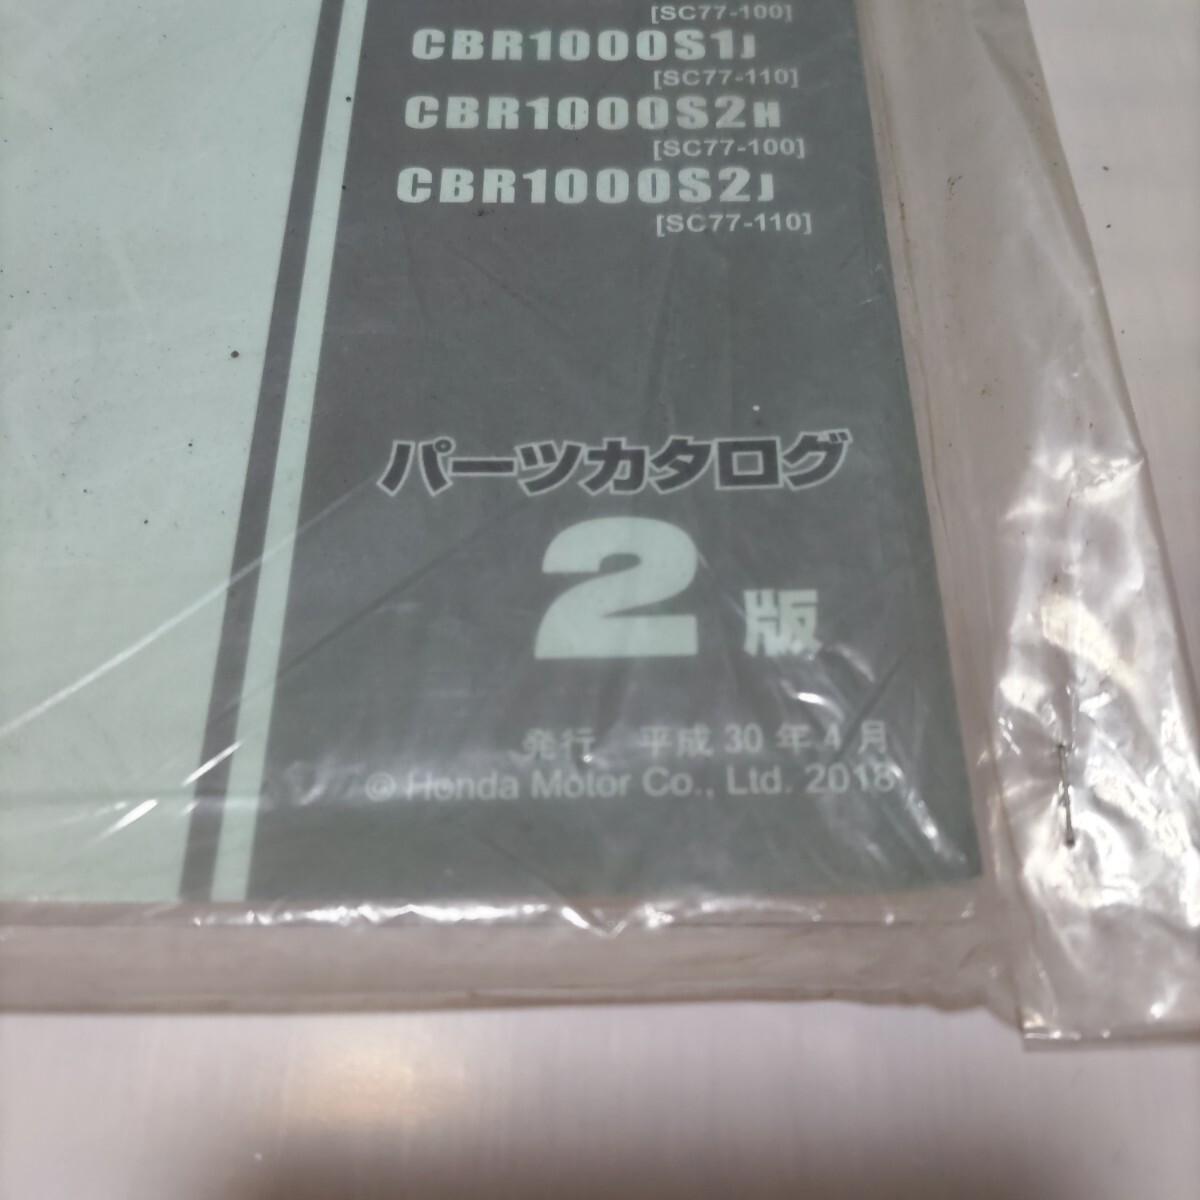 [SC77-100]
CBR1000S1J
[SC77-110]
CBR1000S2H
[SC77-100]
CBR1000S2J
[SC77-110]
パーツカタログ
2版
発行 平成30年4月
© Honda Motor Co., Ltd. 2018